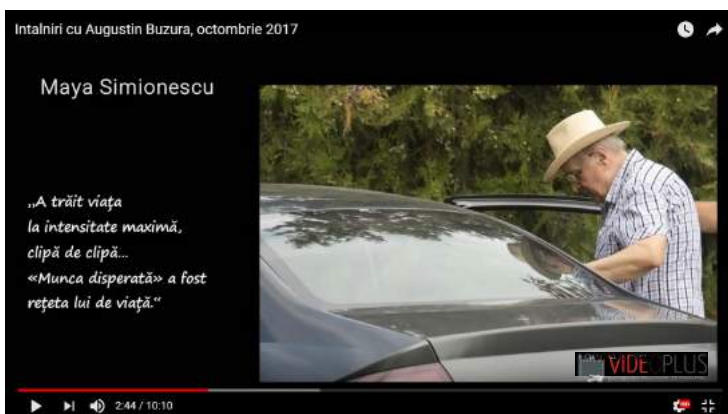 Intalniri cu Augustin Buzura, octombrie 2017
Maya Simionescu
„A trăit viața
la intensitate maximă,
clipă de clipă...
«Munca disperată» a fost
rețeta lui de viață.“
VIDEOPLUS
2:44 / 10:10